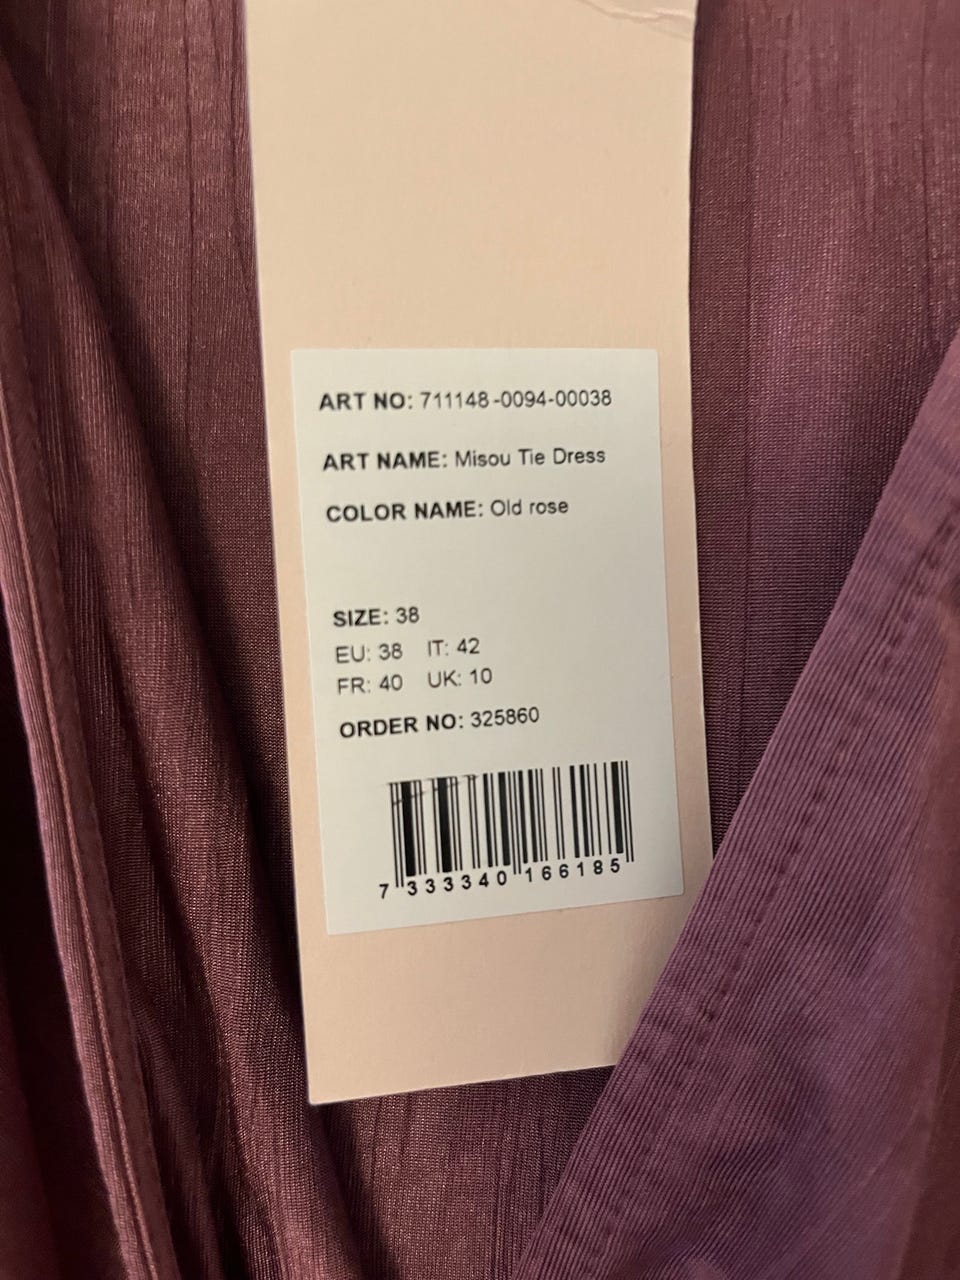 ART NO: 711148-0094-00038
ART NAME: Misou Tie Dress
COLOR NAME: Old rose
SIZE: 38
EU: 38 IT: 42
FR: 40 UK: 10
ORDER NO: 325860
7 333340 166185